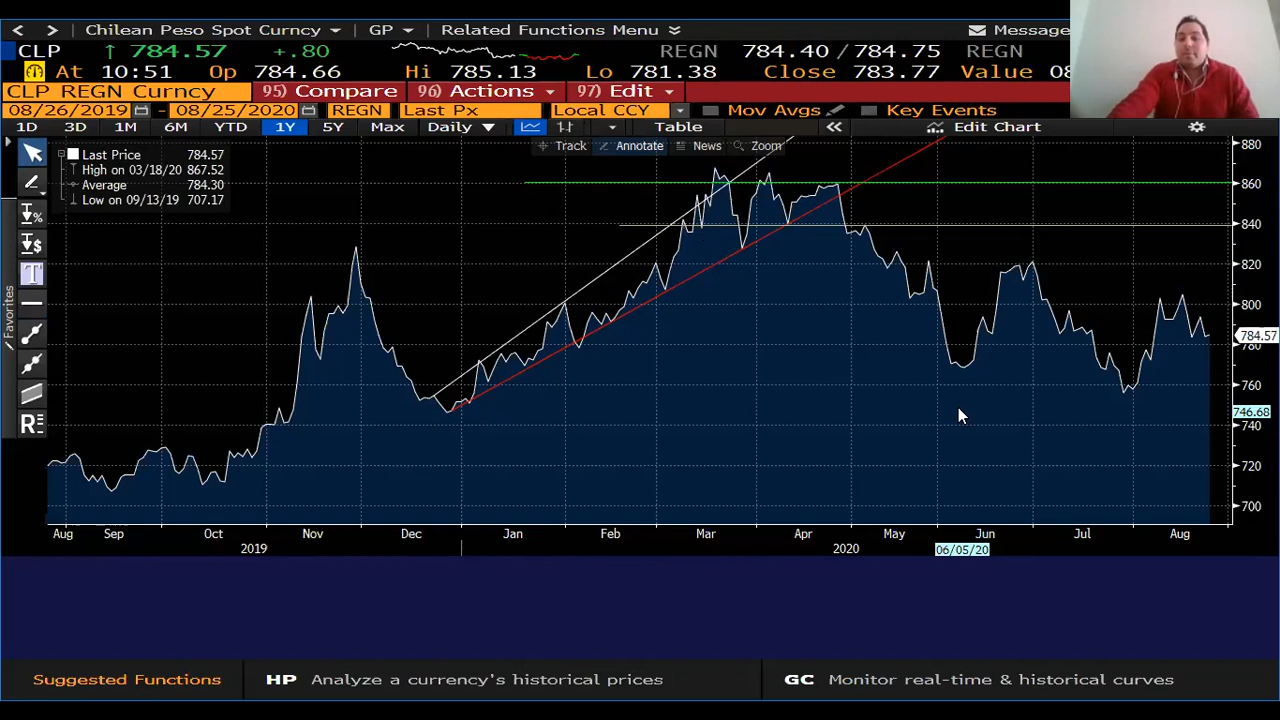 Chilean Peso Spot Curncy GP Related Functions Menu Message
CLP ↑ 784.57 +.80 REGN 784.40 / 784.75 REGN
At 10:51 Op 784.66 Hi 785.13 Lo 781.38 Close 783.77 Value 08
CLP REGN Curncy 95) Compare 96) Actions 97) Edit
08/26/2019 - 08/25/2020 REGN Last Px Local CCY Mov Avgs Key Events
1D 3D 1M 6M YTD 1Y 5Y Max Daily Table Edit Chart
Track Annotate News Zoom
Last Price 784.57
High on 03/18/20 867.52
Average 784.30
Low on 09/13/19 707.17
Favorites
%
$
T
R
880
860
840
820
800
784.57
780
760
746.68
740
720
700
Aug Sep Oct Nov Dec Jan Feb Mar Apr May Jun Jul Aug
2019 2020 06/05/20
Suggested Functions HP Analyze a currency's historical prices GC Monitor real-time & historical curves